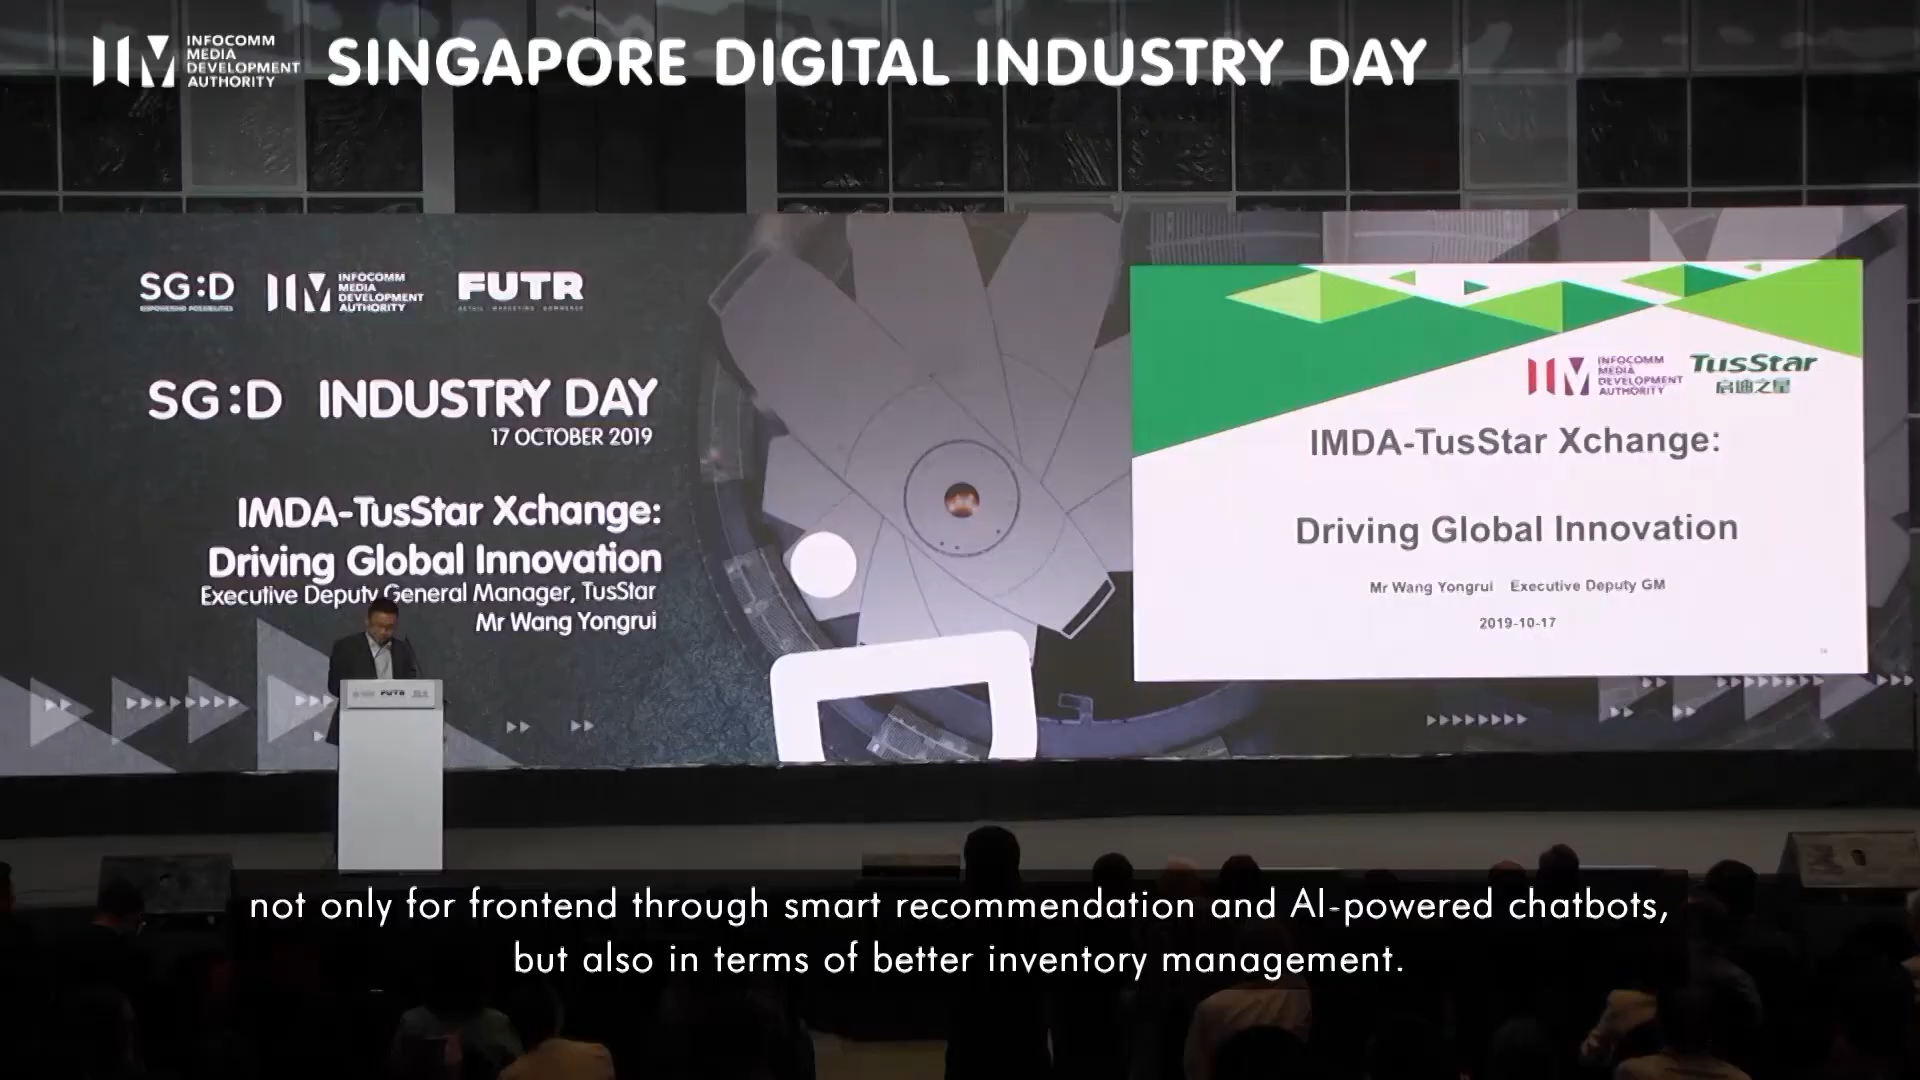 INFOCOMM
MEDIA
DEVELOPMENT
AUTHORITY
SINGAPORE DIGITAL INDUSTRY DAY
SG:D
INFOCOMM
MEDIA
DEVELOPMENT
AUTHORITY
FUTR
SG:D INDUSTRY DAY
17 OCTOBER 2019
IMDA-TusStar Xchange:
Driving Global Innovation
Executive Deputy General Manager, TusStar
Mr Wang Yongrui
INFOCOMM
MEDIA
DEVELOPMENT
AUTHORITY
TusStar
启迪之星
IMDA-TusStar Xchange:
Driving Global Innovation
Mr Wang Yongrui Executive Deputy GM
2019-10-17
FUTR
not only for frontend through smart recommendation and AI-powered chatbots,
but also in terms of better inventory management.